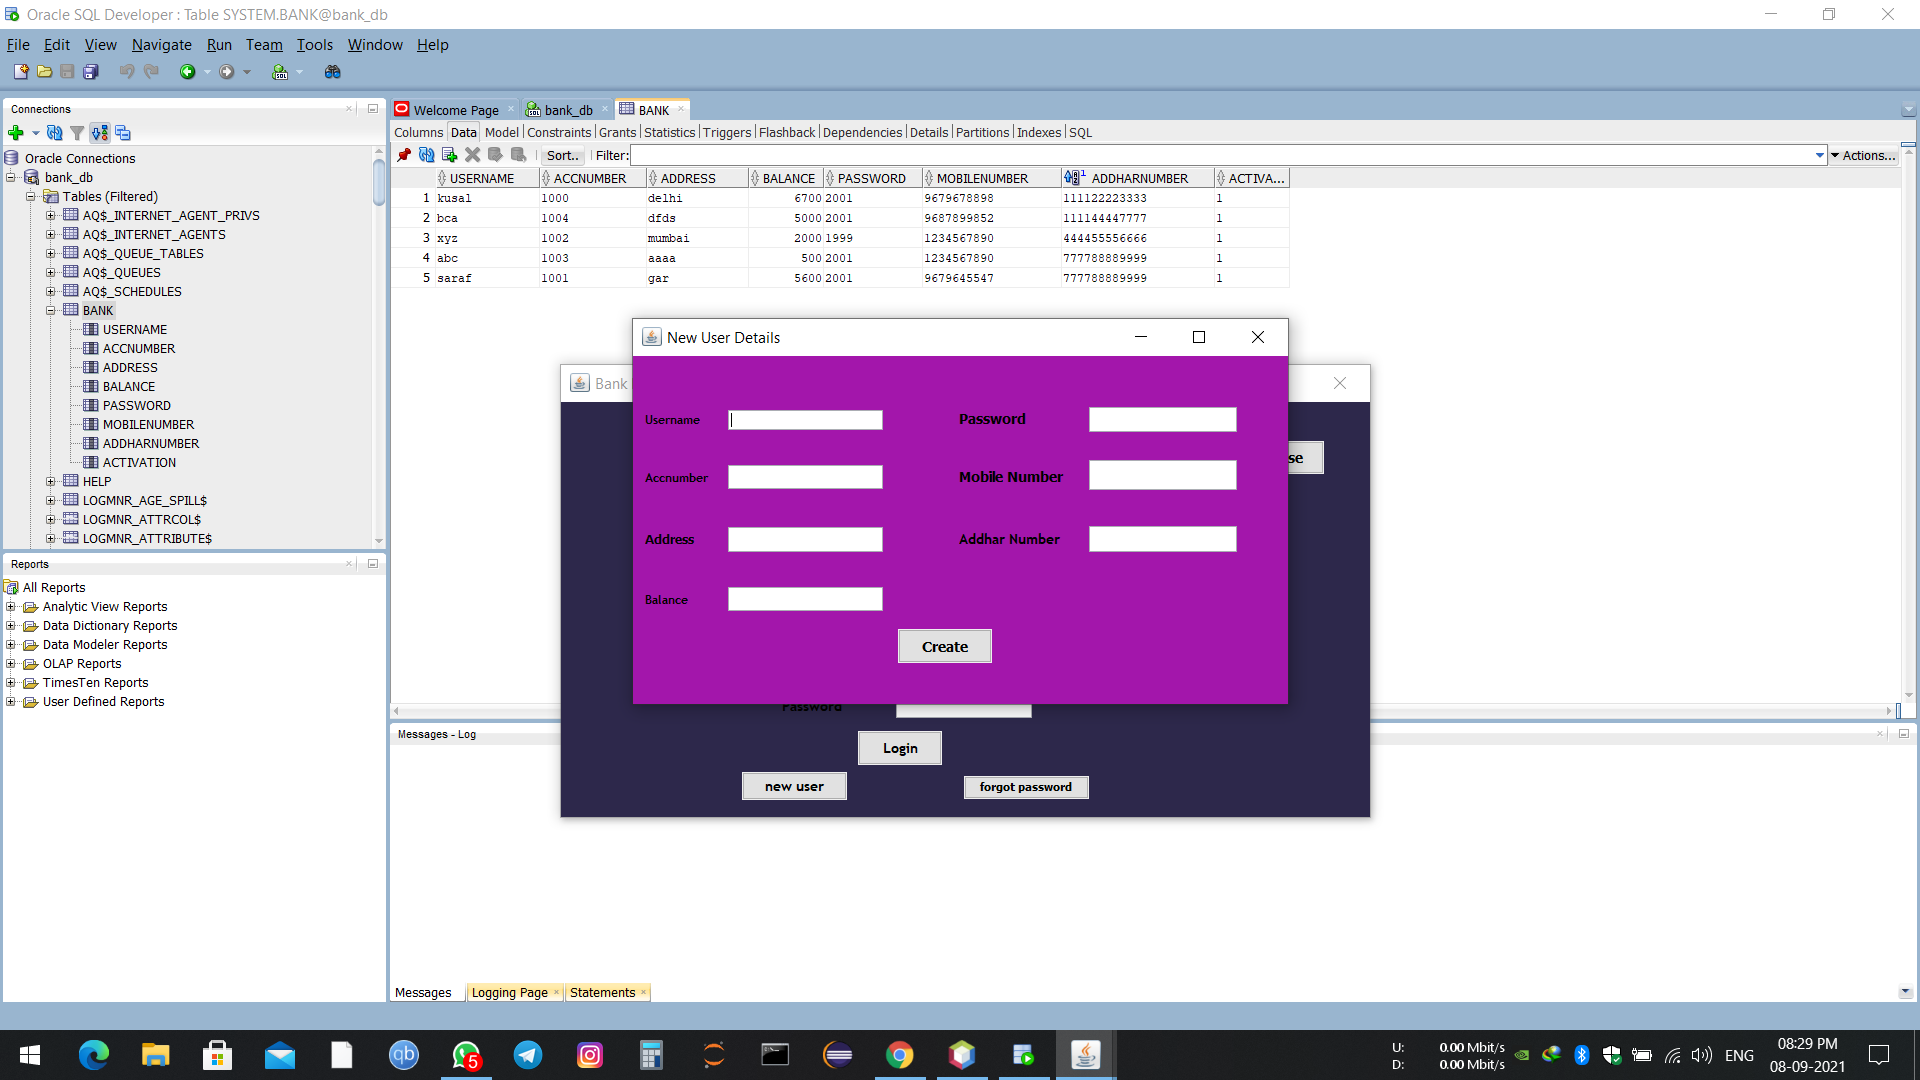 Oracle SQL Developer : Table SYSTEM.BANK@bank_db
File Edit View Navigate Run Team Tools Window Help
Connections
Oracle Connections
bank_db
Tables (Filtered)
AQ$_INTERNET_AGENT_PRIVS
AQ$_INTERNET_AGENTS
AQ$_QUEUE_TABLES
AQ$_QUEUES
AQ$_SCHEDULES
BANK
USERNAME
ACCNUMBER
ADDRESS
BALANCE
PASSWORD
MOBILENUMBER
ADDHARNUMBER
ACTIVATION
HELP
LOGMNR_AGE_SPILL$
LOGMNR_ATTRCOL$
LOGMNR_ATTRIBUTE$
Reports
All Reports
Analytic View Reports
Data Dictionary Reports
Data Modeler Reports
OLAP Reports
TimesTen Reports
User Defined Reports
Welcome Page bank_db BANK
Columns Data Model Constraints Grants Statistics Triggers Flashback Dependencies Details Partitions Indexes SQL
Sort.. Filter: Actions...
USERNAME ACCNUMBER ADDRESS BALANCE PASSWORD MOBILENUMBER ADDHARNUMBER ACTIVA...
1 kusal 1000 delhi 6700 2001 9679678898 111122223333 1
2 bca 1004 dfds 5000 2001 9687899852 111144447777 1
3 xyz 1002 mumbai 2000 1999 1234567890 444455556666 1
4 abc 1003 aaaa 500 2001 1234567890 777788889999 1
5 saraf 1001 gar 5600 2001 9679645547 777788889999 1
New User Details
Bank
Username Password
se
Accnumber Mobile Number
Address Addhar Number
Balance
Create
Password
Login
new user forgot password
Messages - Log
Messages Logging Page Statements
5
U: 0.00 Mbit/s
D: 0.00 Mbit/s
ENG
08:29 PM
08-09-2021